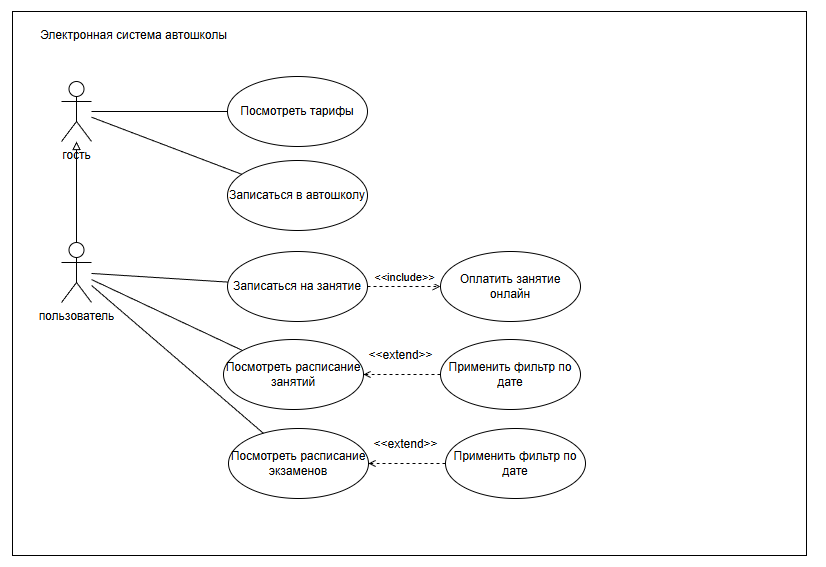 Электронная система автошколы
Посмотреть тарифы
гость
Записаться в автошколу
Записаться на занятие
<<include>>
Оплатить занятие
онлайн
пользователь
Посмотреть расписание
занятий
<<extend>>
Применить фильтр по
дате
Посмотреть расписание
экзаменов
<<extend>>
Применить фильтр по
дате